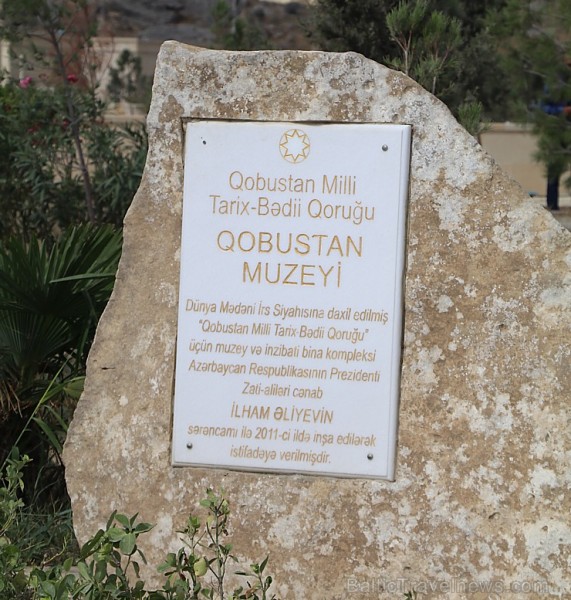 Qobustan Milli
Tarix-Bədii Qoruğu
QOBUSTAN
MUZEYİ
Dünya Mədəni İrs Siyahısına daxil edilmiş
"Qobustan Milli Tarix-Bədii Qoruğu"
üçün muzey və inzibati bina kompleksi
Azərbaycan Respublikasının Prezidenti
Zati-aliləri cənab
İLHAM ƏLİYEVİN
sərəncamı ilə 2011-ci ildə inşa edilərək
istifadəyə verilmişdir.
BalticTravelnews.com